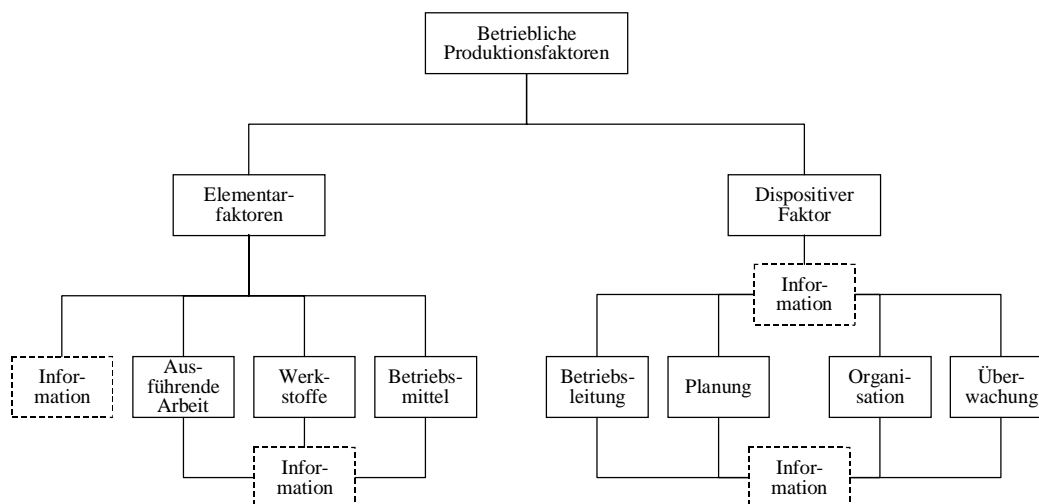 Betriebliche
Produktionsfaktoren
Elementar-
faktoren
Dispositiver
Faktor
Infor-
mation
Infor-
mation
Aus-
führende
Arbeit
Werk-
stoffe
Betriebs-
mittel
Betriebs-
leitung
Planung
Organi-
sation
Über-
wachung
Infor-
mation
Infor-
mation